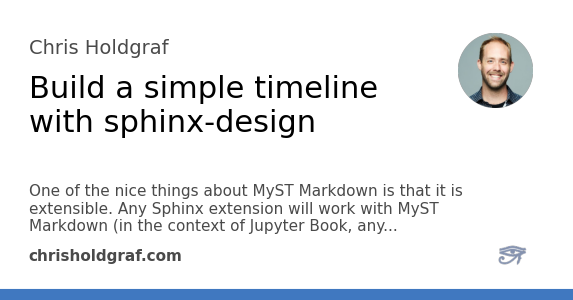 Chris Holdgraf
Build a simple timeline
with sphinx-design
One of the nice things about MyST Markdown is that it is
extensible. Any Sphinx extension will work with MyST
Markdown (in the context of Jupyter Book, any...
chrisholdgraf.com